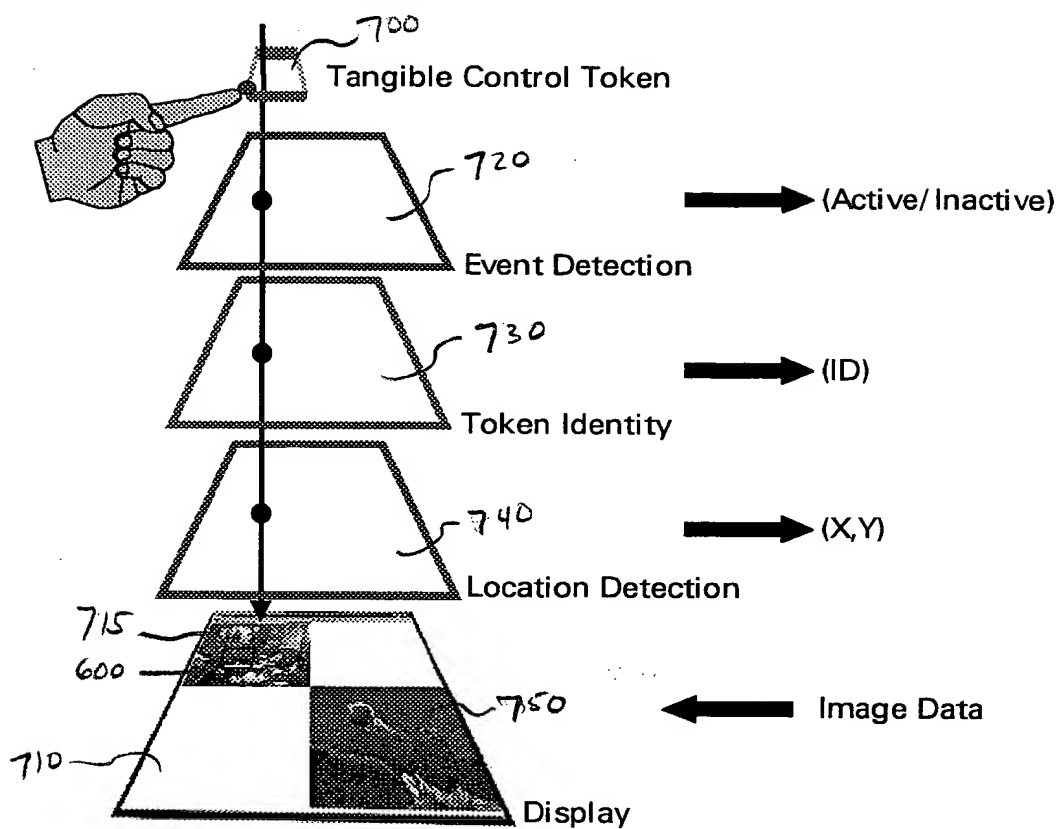 700
Tangible Control Token
720
(Active/ Inactive)
Event Detection
730
(ID)
Token Identity
740
(X,Y)
Location Detection
715
600
750
Image Data
710
Display